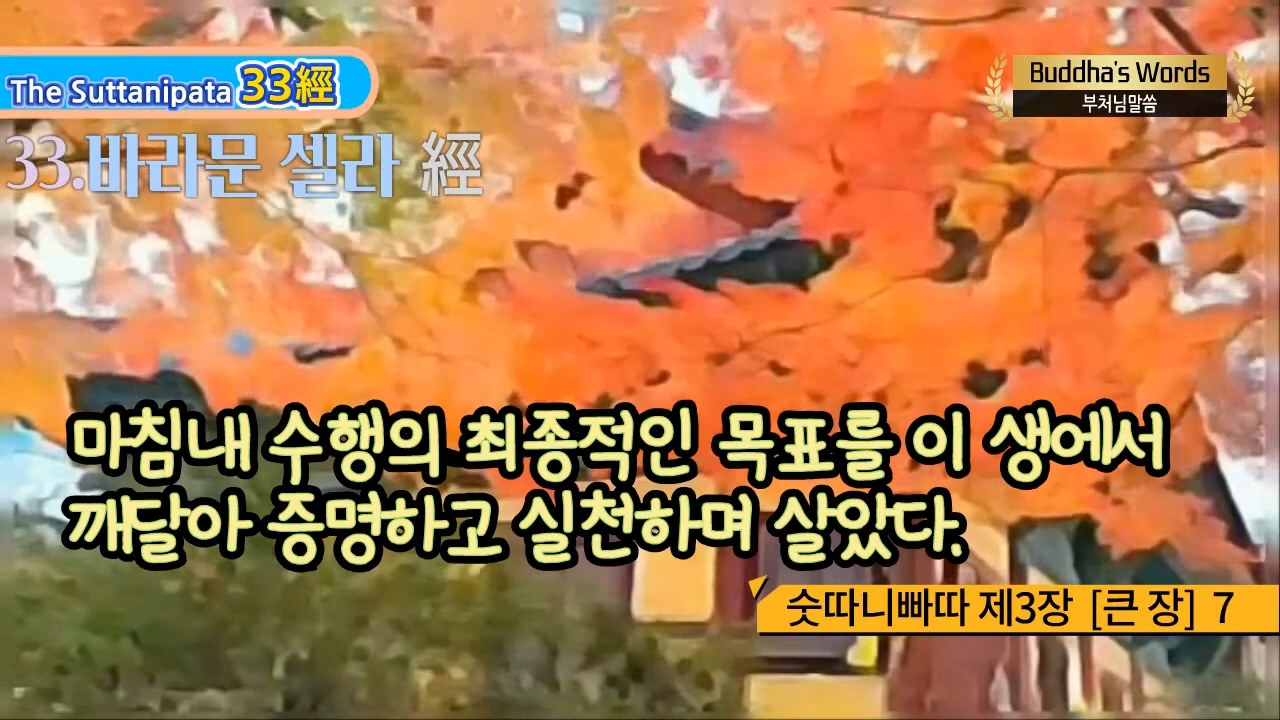 The Suttanipata 33經
Buddha's Words
부처님말씀
33.바라문 셀라 經
마침내 수행의 최종적인 목표를 이 생에서
깨달아 증명하고 실천하며 살았다.
숫따니빠따 제3장 [큰 장] 7